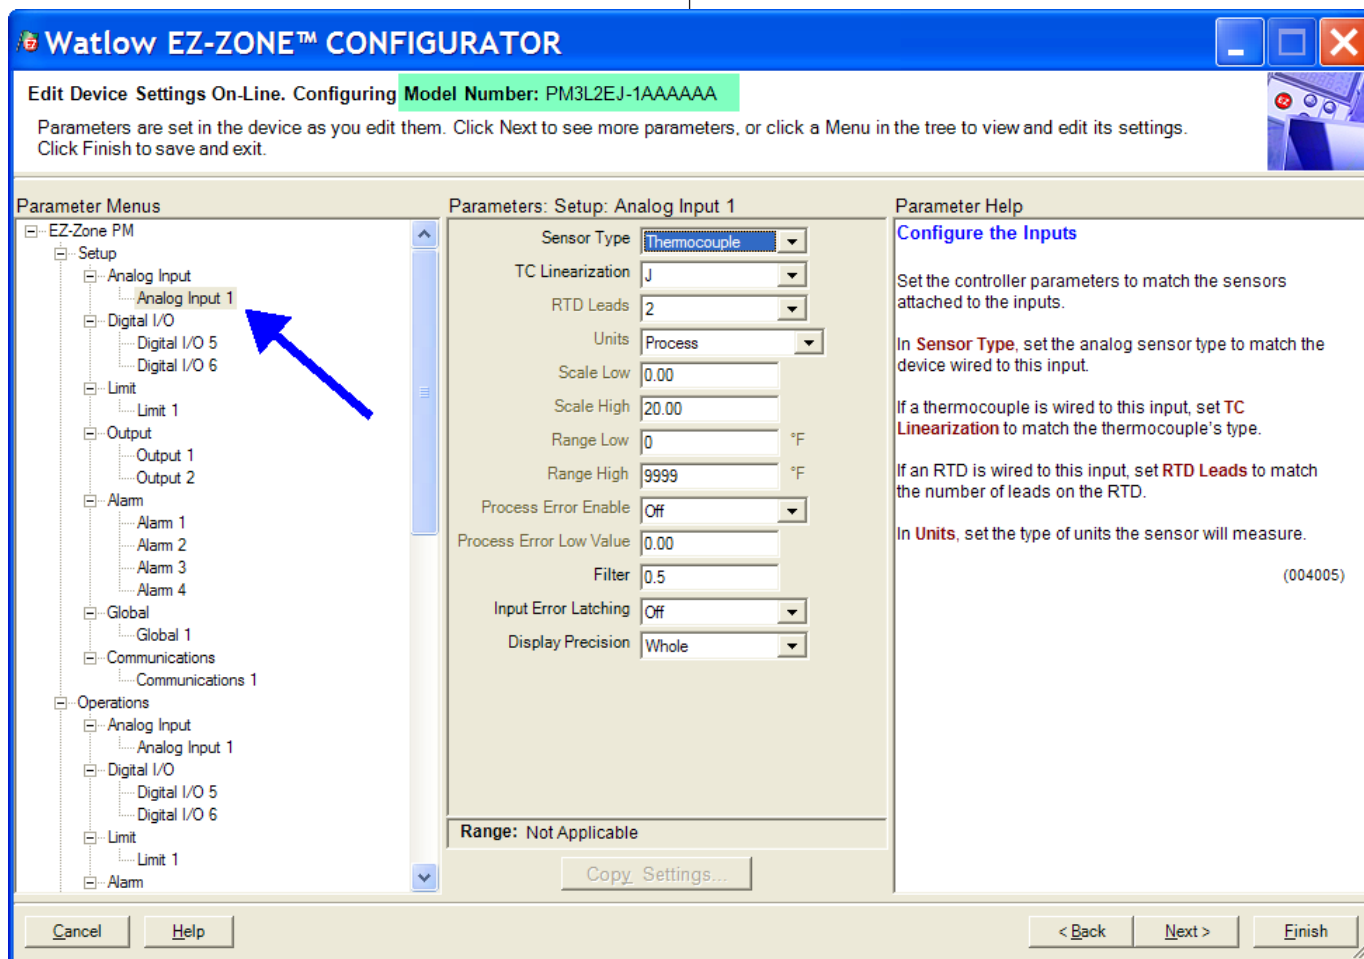 Watlow EZ-ZONE™ CONFIGURATOR
Edit Device Settings On-Line. Configuring Model Number: PM3L2EJ-1AAAAAA
Parameters are set in the device as you edit them. Click Next to see more parameters, or click a Menu in the tree to view and edit its settings.
Click Finish to save and exit.
Parameter Menus
EZ-Zone PM
Setup
Analog Input
Analog Input 1
Digital I/O
Digital I/O 5
Digital I/O 6
Limit
Limit 1
Output
Output 1
Output 2
Alarm
Alarm 1
Alarm 2
Alarm 3
Alarm 4
Global
Global 1
Communications
Communications 1
Operations
Analog Input
Analog Input 1
Digital I/O
Digital I/O 5
Digital I/O 6
Limit
Limit 1
Alarm
Parameters: Setup: Analog Input 1
Sensor Type Thermocouple
TC Linearization J
RTD Leads 2
Units Process
Scale Low 0.00
Scale High 20.00
Range Low 0 °F
Range High 9999 °F
Process Error Enable Off
Process Error Low Value 0.00
Filter 0.5
Input Error Latching Off
Display Precision Whole
Range: Not Applicable
Copy Settings...
Parameter Help
Configure the Inputs
Set the controller parameters to match the sensors
attached to the inputs.
In Sensor Type, set the analog sensor type to match the
device wired to this input.
If a thermocouple is wired to this input, set TC
Linearization to match the thermocouple's type.
If an RTD is wired to this input, set RTD Leads to match
the number of leads on the RTD.
In Units, set the type of units the sensor will measure.
(004005)
Cancel
Help
< Back
Next >
Finish